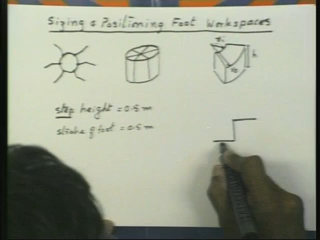 Sizing & Positioning Foot Workspaces
h
step height = 0.5 m
stroke of foot = 0.5 m